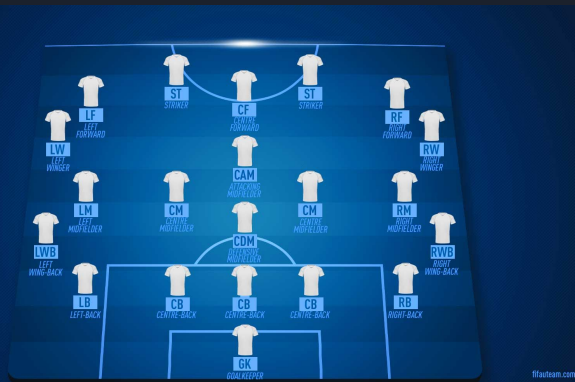 ST
STRIKER
ST
STRIKER
CF
CENTRE
FORWARD
LF
LEFT
FORWARD
RF
RIGHT
FORWARD
LW
LEFT
WINGER
RW
RIGHT
WINGER
CAM
ATTACKING
MIDFIELDER
LM
LEFT
MIDFIELDER
CM
CENTRE
MIDFIELDER
CM
CENTRE
MIDFIELDER
RM
RIGHT
MIDFIELDER
CDM
DEFENSIVE
MIDFIELDER
LWB
LEFT
WING-BACK
RWB
RIGHT
WING-BACK
LB
LEFT-BACK
CB
CENTRE-BACK
CB
CENTRE-BACK
CB
CENTRE-BACK
RB
RIGHT-BACK
GK
GOALKEEPER
fifauteam.com